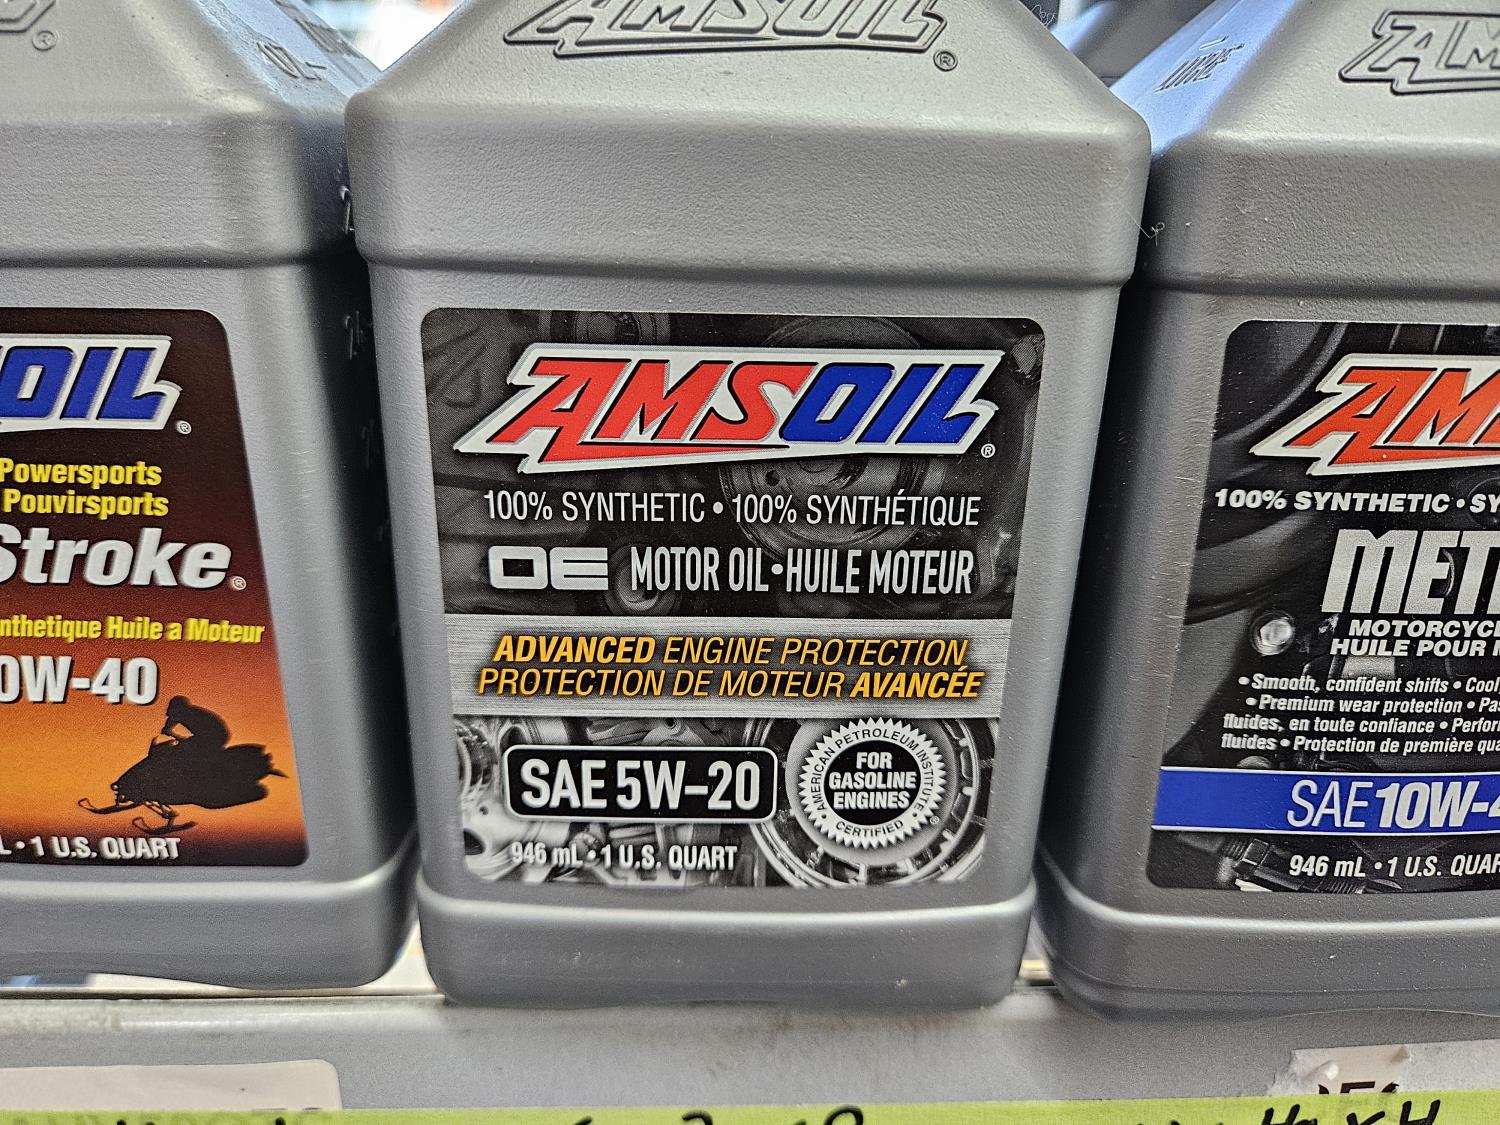 AMSOIL
OIL
Powersports
Pouvirsports
Stroke
Huile a Moteur
0W-40
1 U.S. QUART
AMSOIL
100% SYNTHETIC • 100% SYNTHÉTIQUE
OE MOTOR OIL • HUILE MOTEUR
ADVANCED ENGINE PROTECTION
PROTECTION DE MOTEUR AVANCÉE
SAE 5W-20
AMERICAN PETROLEUM INSTITUTE
FOR
GASOLINE
ENGINES
CERTIFIED
946 mL • 1 U.S. QUART
100% SYNTHETIC •
MOTORCYC
HUILE POUR
• Smooth, confident shifts • Cool
• Premium wear protection •
fluides, en toute confiance •
fluides • Protection de première
SAE 10W-4
946 mL • 1 U.S.